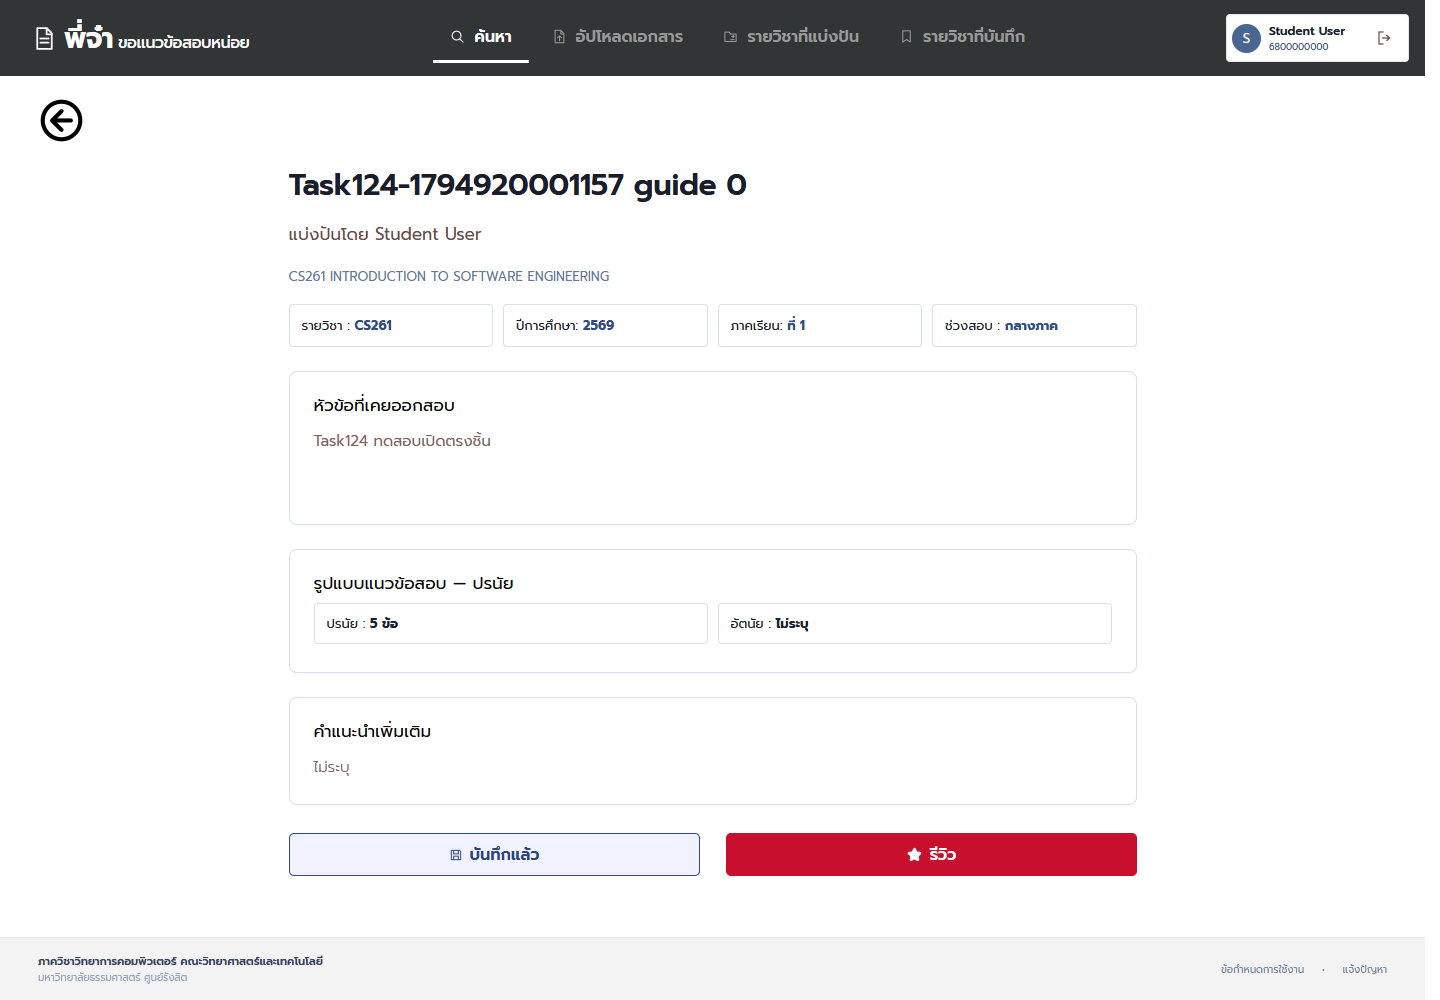 พี่จ๋า ขอแนวข้อสอบหน่อย
ค้นหา
อัปโหลดเอกสาร
รายวิชาที่แบ่งปัน
รายวิชาที่บันทึก
S
Student User
6800000000
Task124-1794920001157 guide 0
แบ่งปันโดย Student User
CS261 INTRODUCTION TO SOFTWARE ENGINEERING
รายวิชา : CS261
ปีการศึกษา: 2569
ภาคเรียน: ที่ 1
ช่วงสอบ : กลางภาค
หัวข้อที่เคยออกสอบ
Task124 ทดสอบเปิดตรงชิ้น
รูปแบบแนวข้อสอบ — ปรนัย
ปรนัย : 5 ข้อ
อัตนัย : ไม่ระบุ
คำแนะนำเพิ่มเติม
ไม่ระบุ
บันทึกแล้ว
รีวิว
ภาควิชาวิทยาการคอมพิวเตอร์ คณะวิทยาศาสตร์และเทคโนโลยี
มหาวิทยาลัยธรรมศาสตร์ ศูนย์รังสิต
ข้อกำหนดการใช้งาน • แจ้งปัญหา